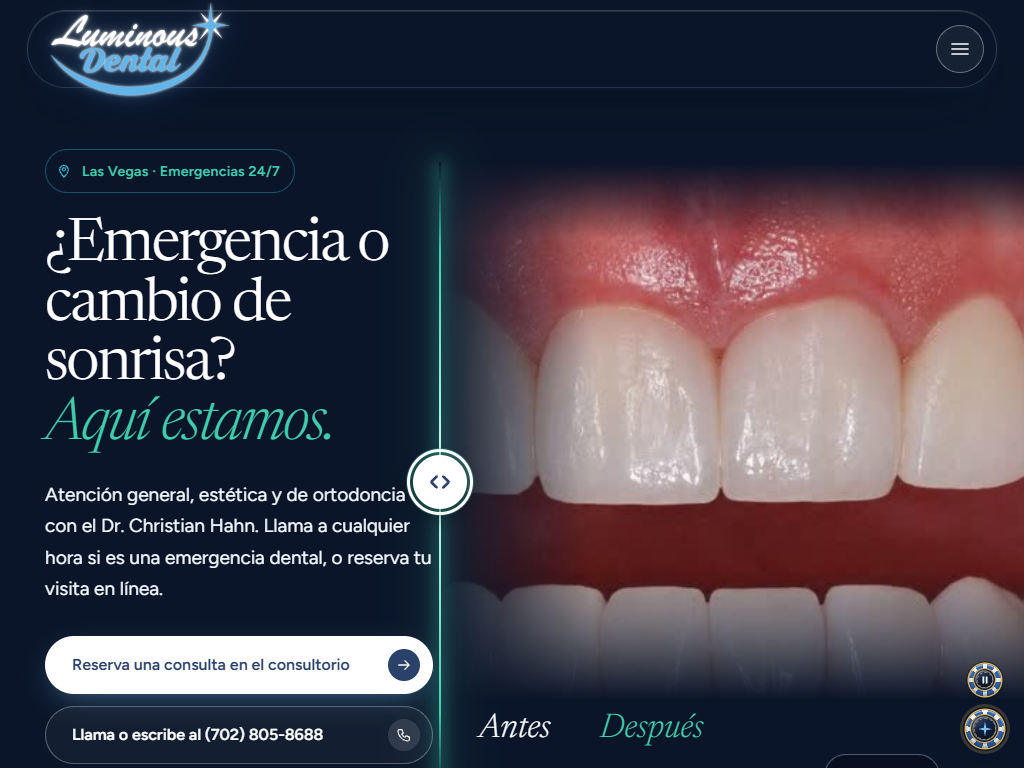 Luminous
Dental
Las Vegas · Emergencias 24/7
¿Emergencia o
cambio de
sonrisa?
Aquí estamos.
Atención general, estética y de ortodoncia
con el Dr. Christian Hahn. Llama a cualquier
hora si es una emergencia dental, o reserva tu
visita en línea.
Reserva una consulta en el consultorio
Llama o escribe al (702) 805-8688
Antes Después